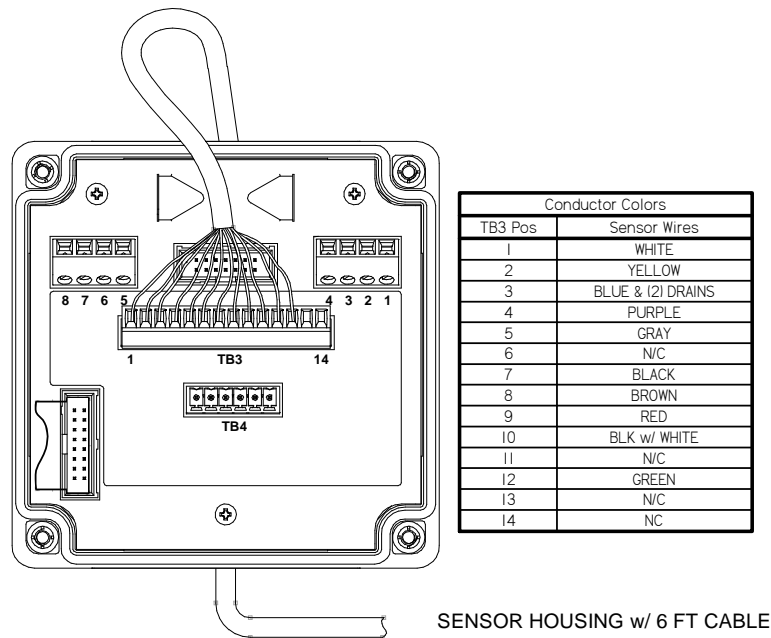 Conductor Colors
TB3 Pos Sensor Wires
1 WHITE
2 YELLOW
3 BLUE & (2) DRAINS
4 PURPLE
5 GRAY
6 N/C
7 BLACK
8 BROWN
9 RED
10 BLK w/ WHITE
11 N/C
12 GREEN
13 N/C
14 NC
8 7 6 5
4 3 2 1
1 TB3 14
TB4
SENSOR HOUSING w/ 6 FT CABLE